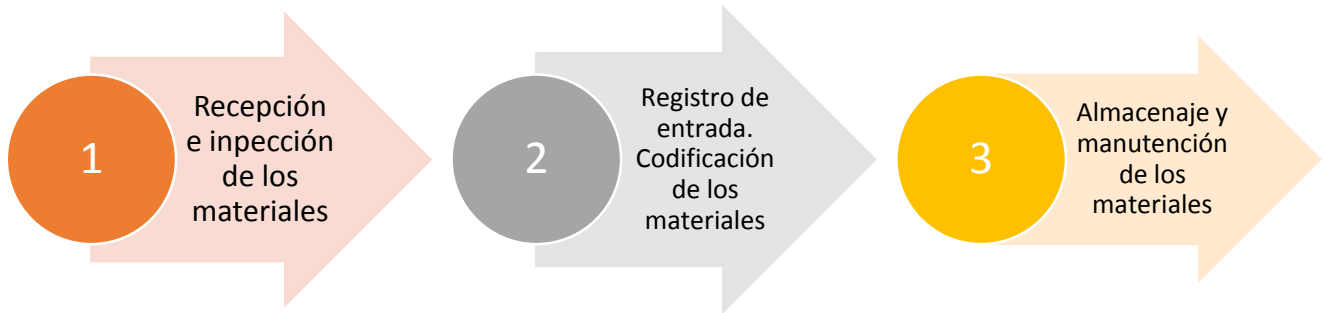 1
Recepción
e inpección
de los
materiales
2
Registro de
entrada.
Codificación
de los
materiales
3
Almacenaje y
manutención
de los
materiales